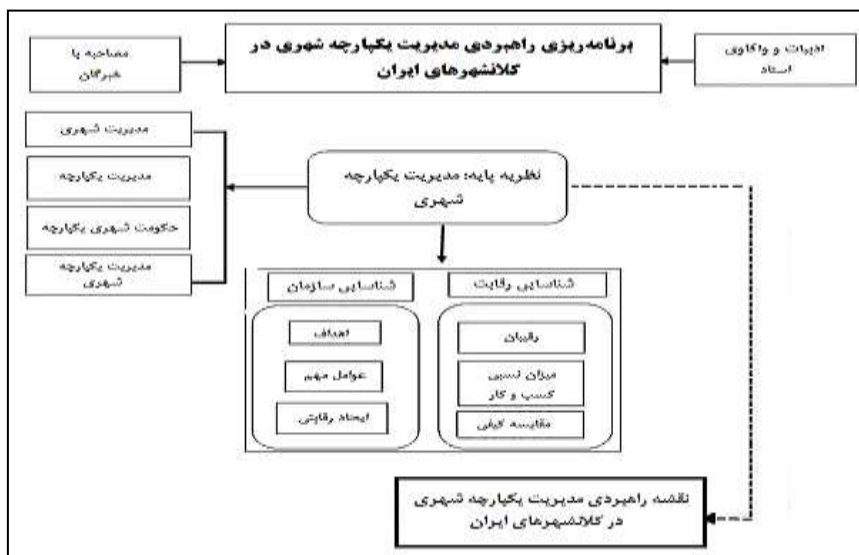 برنامه‌ریزی راهبردی مدیریت یکپارچه شهری در
کلانشهرهای ایران
ادبیات و واکاوی
اسناد
مصاحبه با
خبرگان
نظریه پایه: مدیریت یکپارچه
شهری
مدیریت شهری
مدیریت یکپارچه
حکومت شهری یکپارچه
مدیریت یکپارچه
شهری
شناسایی رقابت
رقیبان
میزان نسبی
کسب و کار
مقایسه کیفی
شناسایی سازمان
اهداف
عوامل مهم
ابعاد رقابتی
نقشه راهبردی مدیریت یکپارچه شهری
در کلانشهرهای ایران